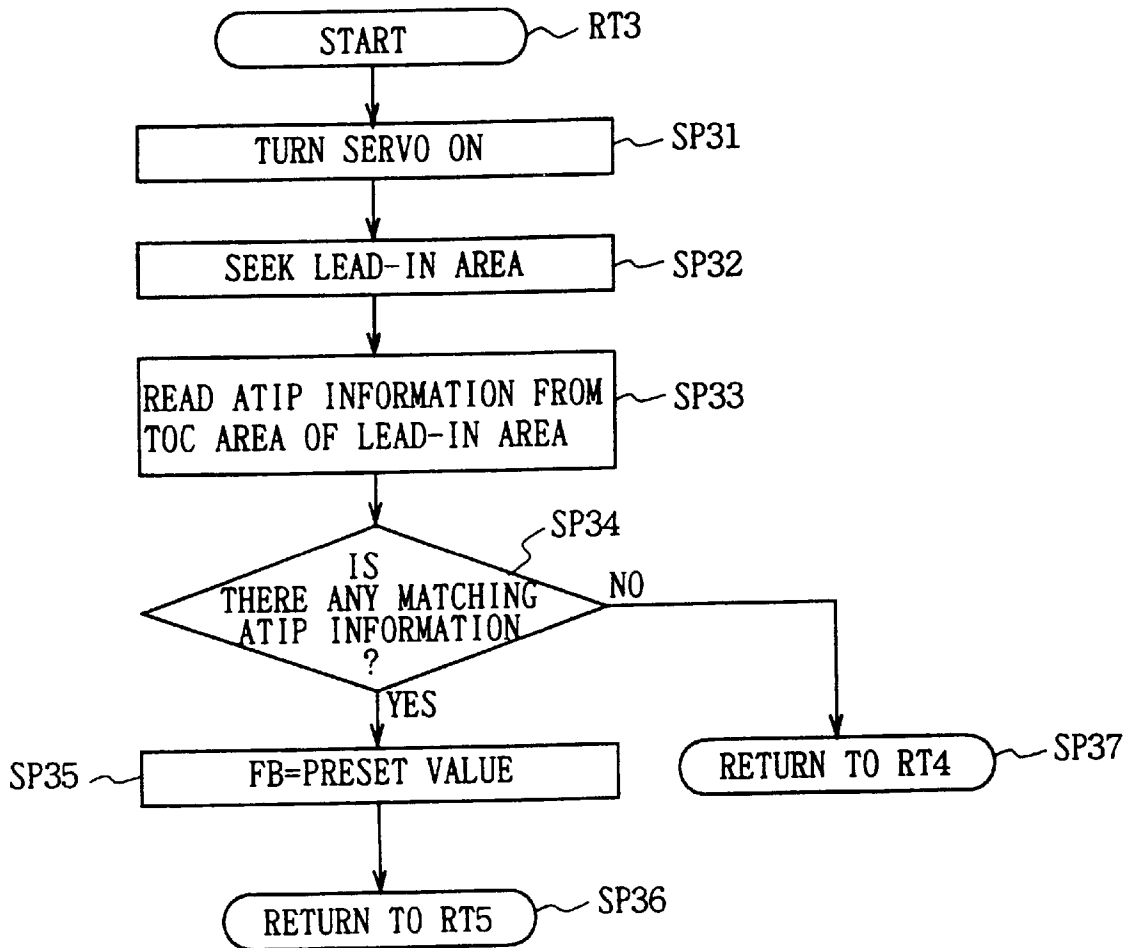 START
RT3
TURN SERVO ON
SP31
SEEK LEAD-IN AREA
SP32
READ ATIP INFORMATION FROM
TOC AREA OF LEAD-IN AREA
SP33
SP34
IS
THERE ANY MATCHING
ATIP INFORMATION
?
NO
YES
SP35
FB=PRESET VALUE
RETURN TO RT4
SP37
RETURN TO RT5
SP36